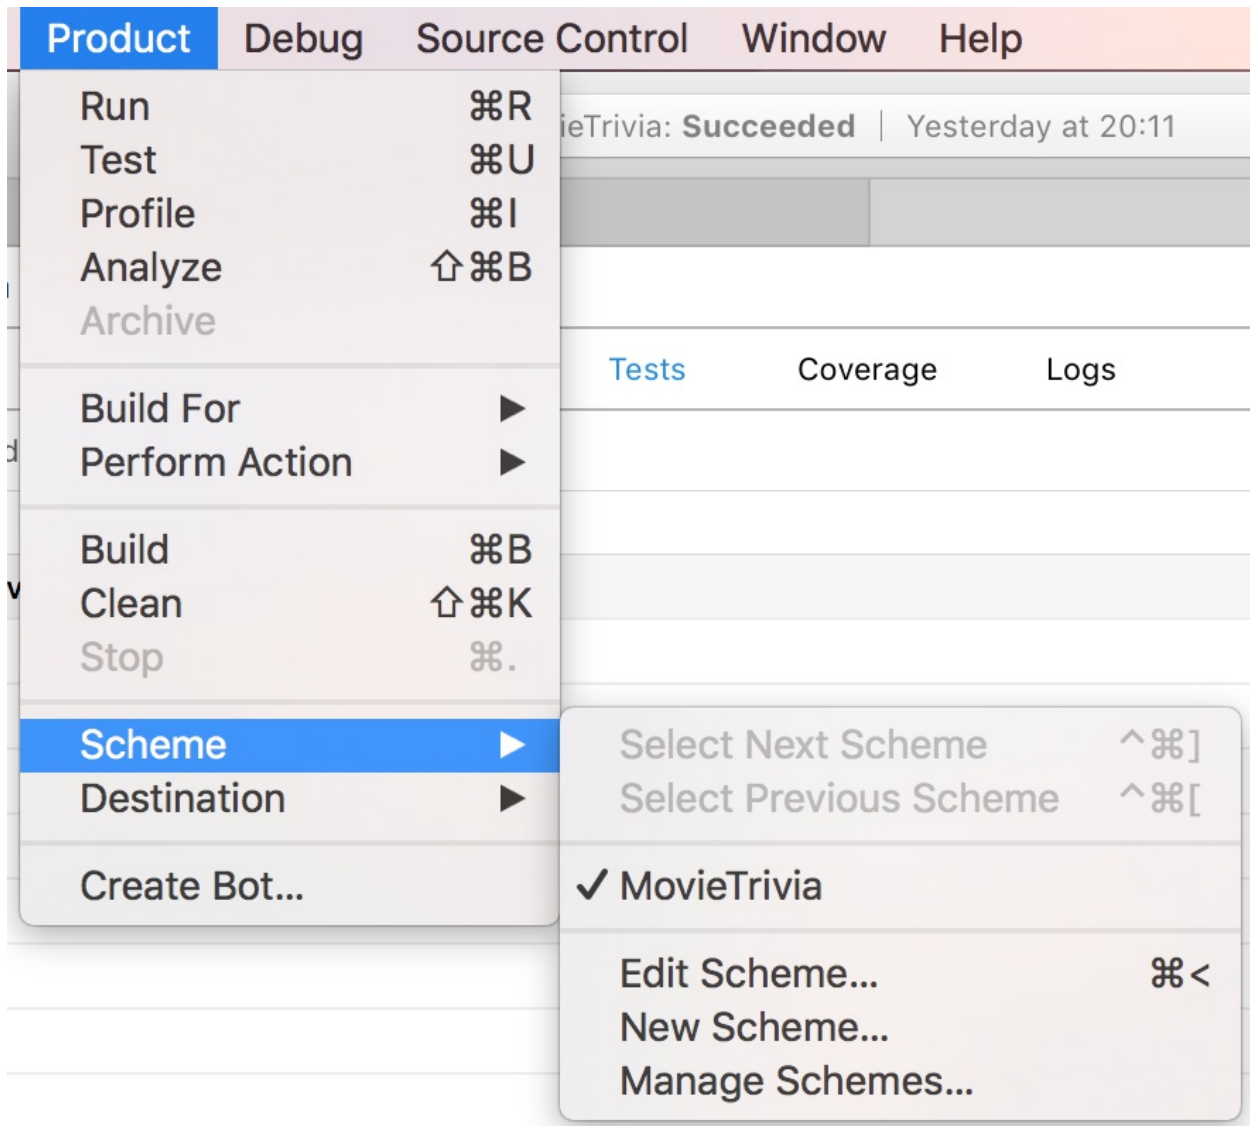 Product Debug Source Control Window Help
Run ⌘R
ieTrivia: Succeeded | Yesterday at 20:11
Test ⌘U
Profile ⌘I
Analyze ⇧⌘B
Archive
Tests Coverage Logs
Build For ▶
Perform Action ▶
Build ⌘B
Clean ⇧⌘K
Stop ⌘.
Scheme ▶
Destination ▶
Create Bot...
Select Next Scheme ^⌘]
Select Previous Scheme ^⌘[
✓ MovieTrivia
Edit Scheme... ⌘<
New Scheme...
Manage Schemes...